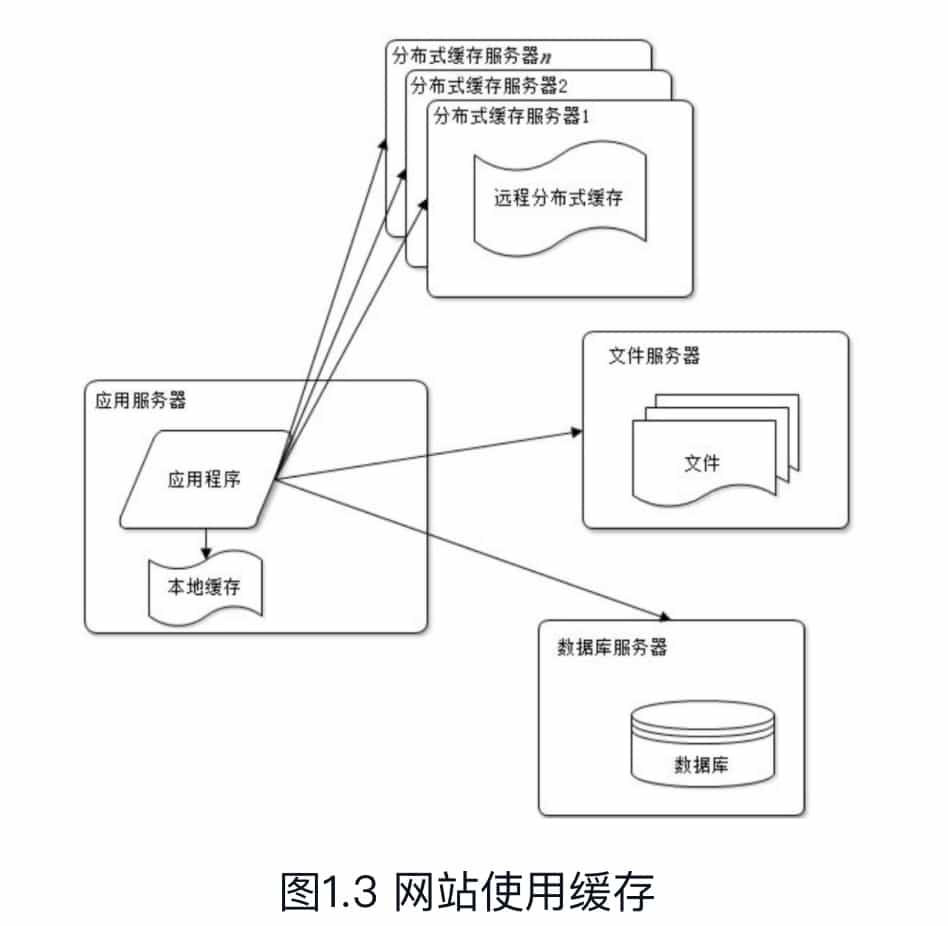 分布式缓存服务器n
分布式缓存服务器2
分布式缓存服务器1
远程分布式缓存
文件服务器
文件
应用服务器
应用程序
本地缓存
数据库服务器
数据库
图1.3 网站使用缓存